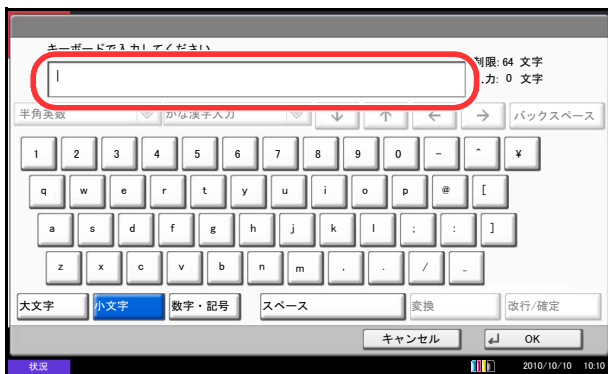 キーボードで入力してください
制限: 64 文字
入力: 0 文字
半角英数 かな漢字入力 ↓ ↑ ← → バックスペース
1 2 3 4 5 6 7 8 9 0 - ^ ¥
q w e r t y u i o p @ [
a s d f g h j k l ; : ]
z x c v b n m , . / _
大文字 小文字 数字・記号 スペース 変換 改行/確定
キャンセル OK
状況 2010/10/10 10:10